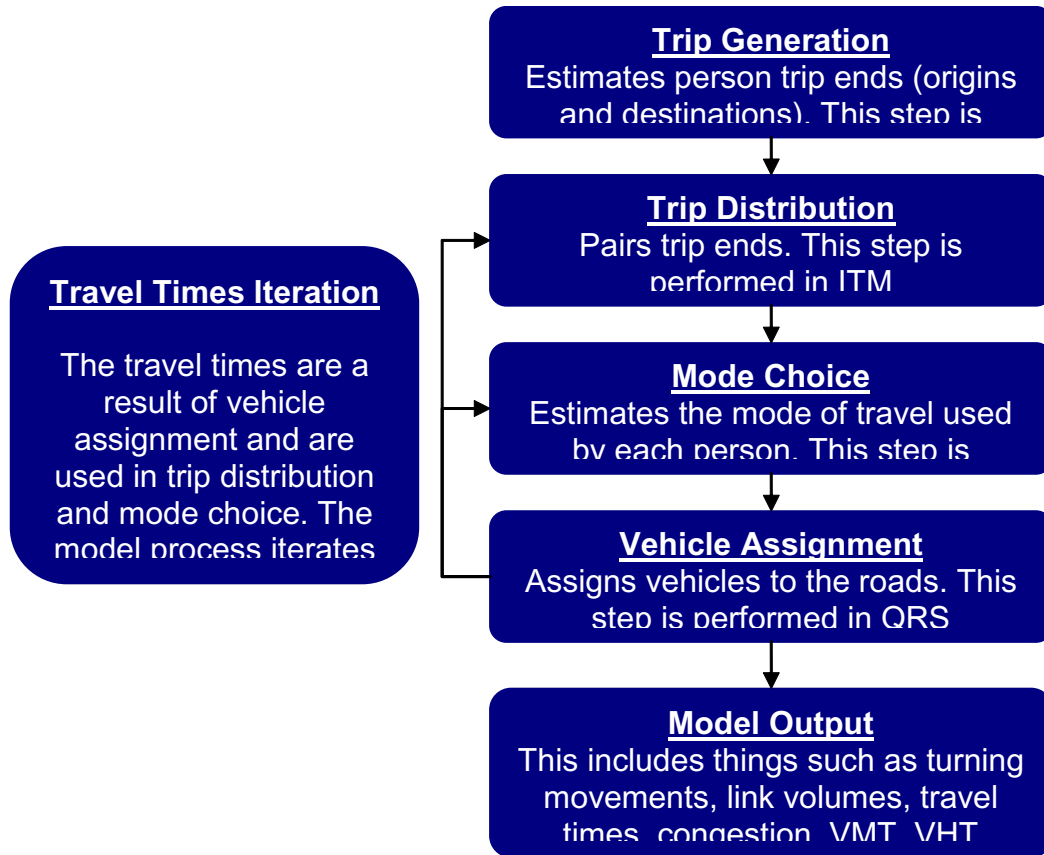 Trip Generation
Estimates person trip ends (origins
and destinations). This step is
Trip Distribution
Pairs trip ends. This step is
performed in ITM
Travel Times Iteration
The travel times are a
result of vehicle
assignment and are
used in trip distribution
and mode choice. The
model process iterates
Mode Choice
Estimates the mode of travel used
by each person. This step is
Vehicle Assignment
Assigns vehicles to the roads. This
step is performed in QRS
Model Output
This includes things such as turning
movements, link volumes, travel
times, congestion, VMT, VHT